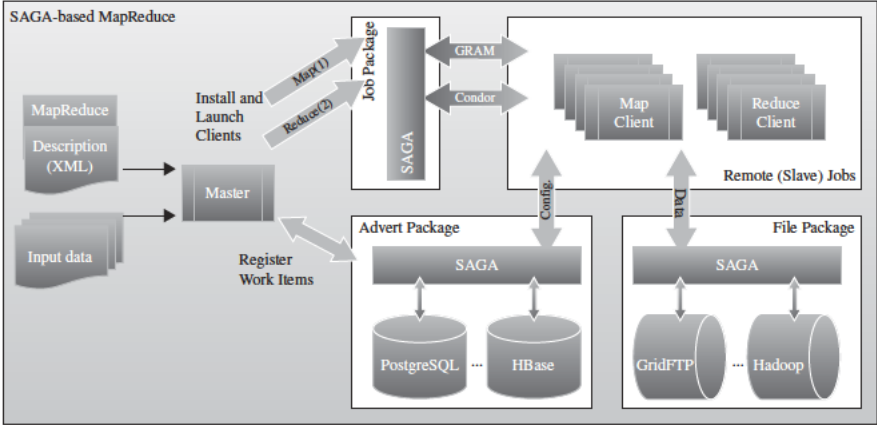 SAGA-based MapReduce
MapReduce
Description
(XML)
Input data
Master
Install and
Launch
Clients
Map(1)
Reduce(2)
Register
Work Items
Job Package
SAGA
GRAM
Condor
Map
Client
Reduce
Client
Remote (Slave) Jobs
Config.
Data
Advert Package
SAGA
PostgreSQL
...
HBase
File Package
SAGA
GridFTP
...
Hadoop